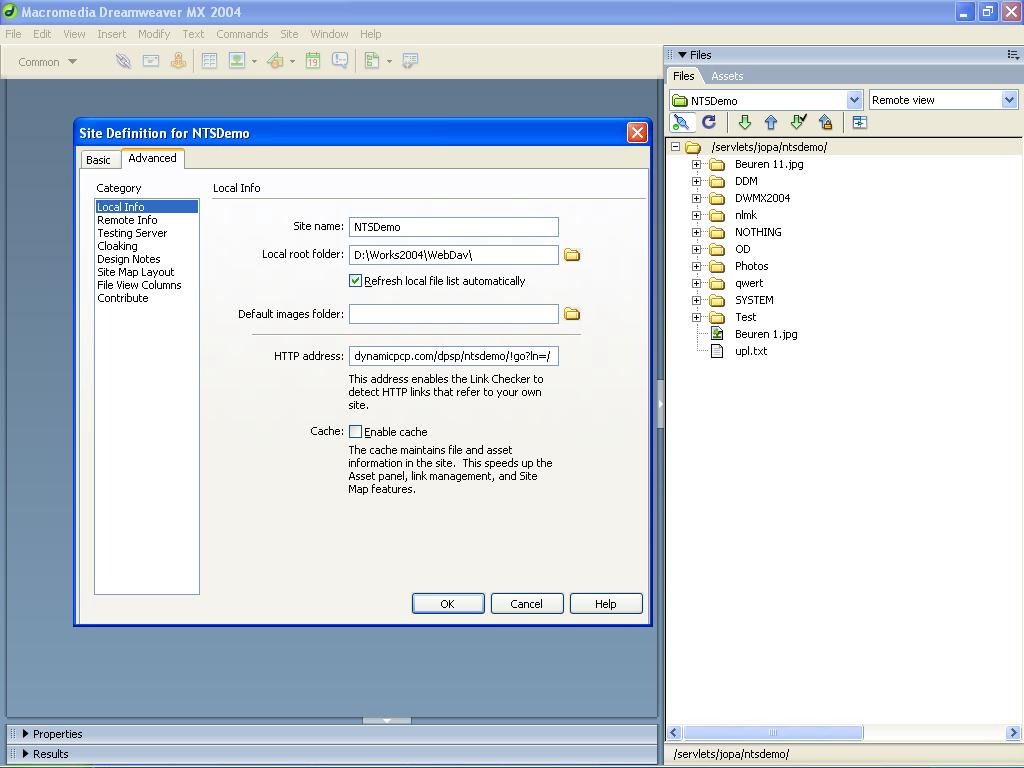 Macromedia Dreamweaver MX 2004
File Edit View Insert Modify Text Commands Site Window Help
Common
19
Files
Files Assets
NTSDemo Remote view
/servlets/jopa/ntsdemo/
Beuren 11.jpg
DDM
DWMX2004
nlmk
NOTHING
OD
Photos
qwert
SYSTEM
Test
Beuren 1.jpg
upl.txt
/servlets/jopa/ntsdemo/
Site Definition for NTSDemo
Basic Advanced
Category
Local Info
Remote Info
Testing Server
Cloaking
Design Notes
Site Map Layout
File View Columns
Contribute
Local Info
Site name: NTSDemo
Local root folder: D:\Works2004\WebDav\
Refresh local file list automatically
Default images folder:
HTTP address: dynamicpcp.com/dpsp/ntsdemo/!go?ln=/
This address enables the Link Checker to
detect HTTP links that refer to your own
site.
Cache: Enable cache
The cache maintains file and asset
information in the site. This speeds up the
Asset panel, link management, and Site
Map features.
OK Cancel Help
Properties
Results